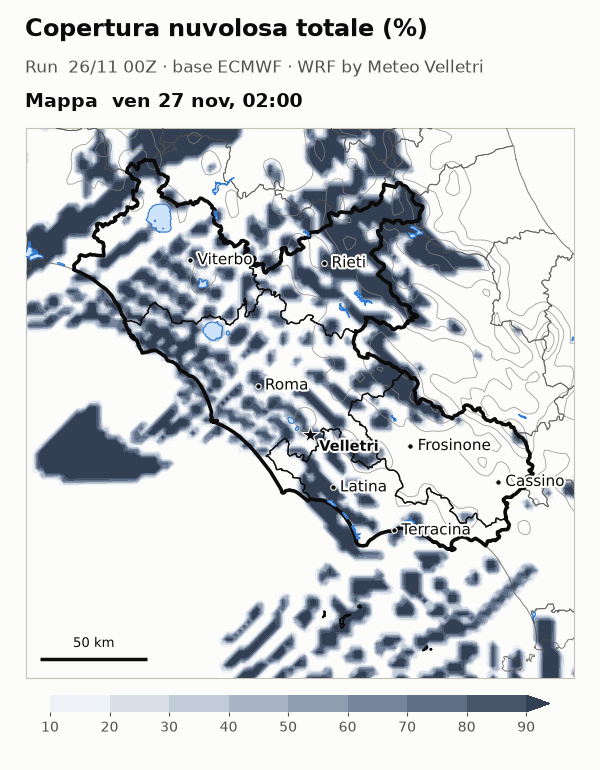 Copertura nuvolosa totale (%)
Run  26/11 00Z · base ECMWF · WRF by Meteo Velletri
Mappa  ven 27 nov, 02:00
Viterbo
Rieti
Roma
Velletri
Frosinone
Cassino
Latina
Terracina
50 km
10 20 30 40 50 60 70 80 90